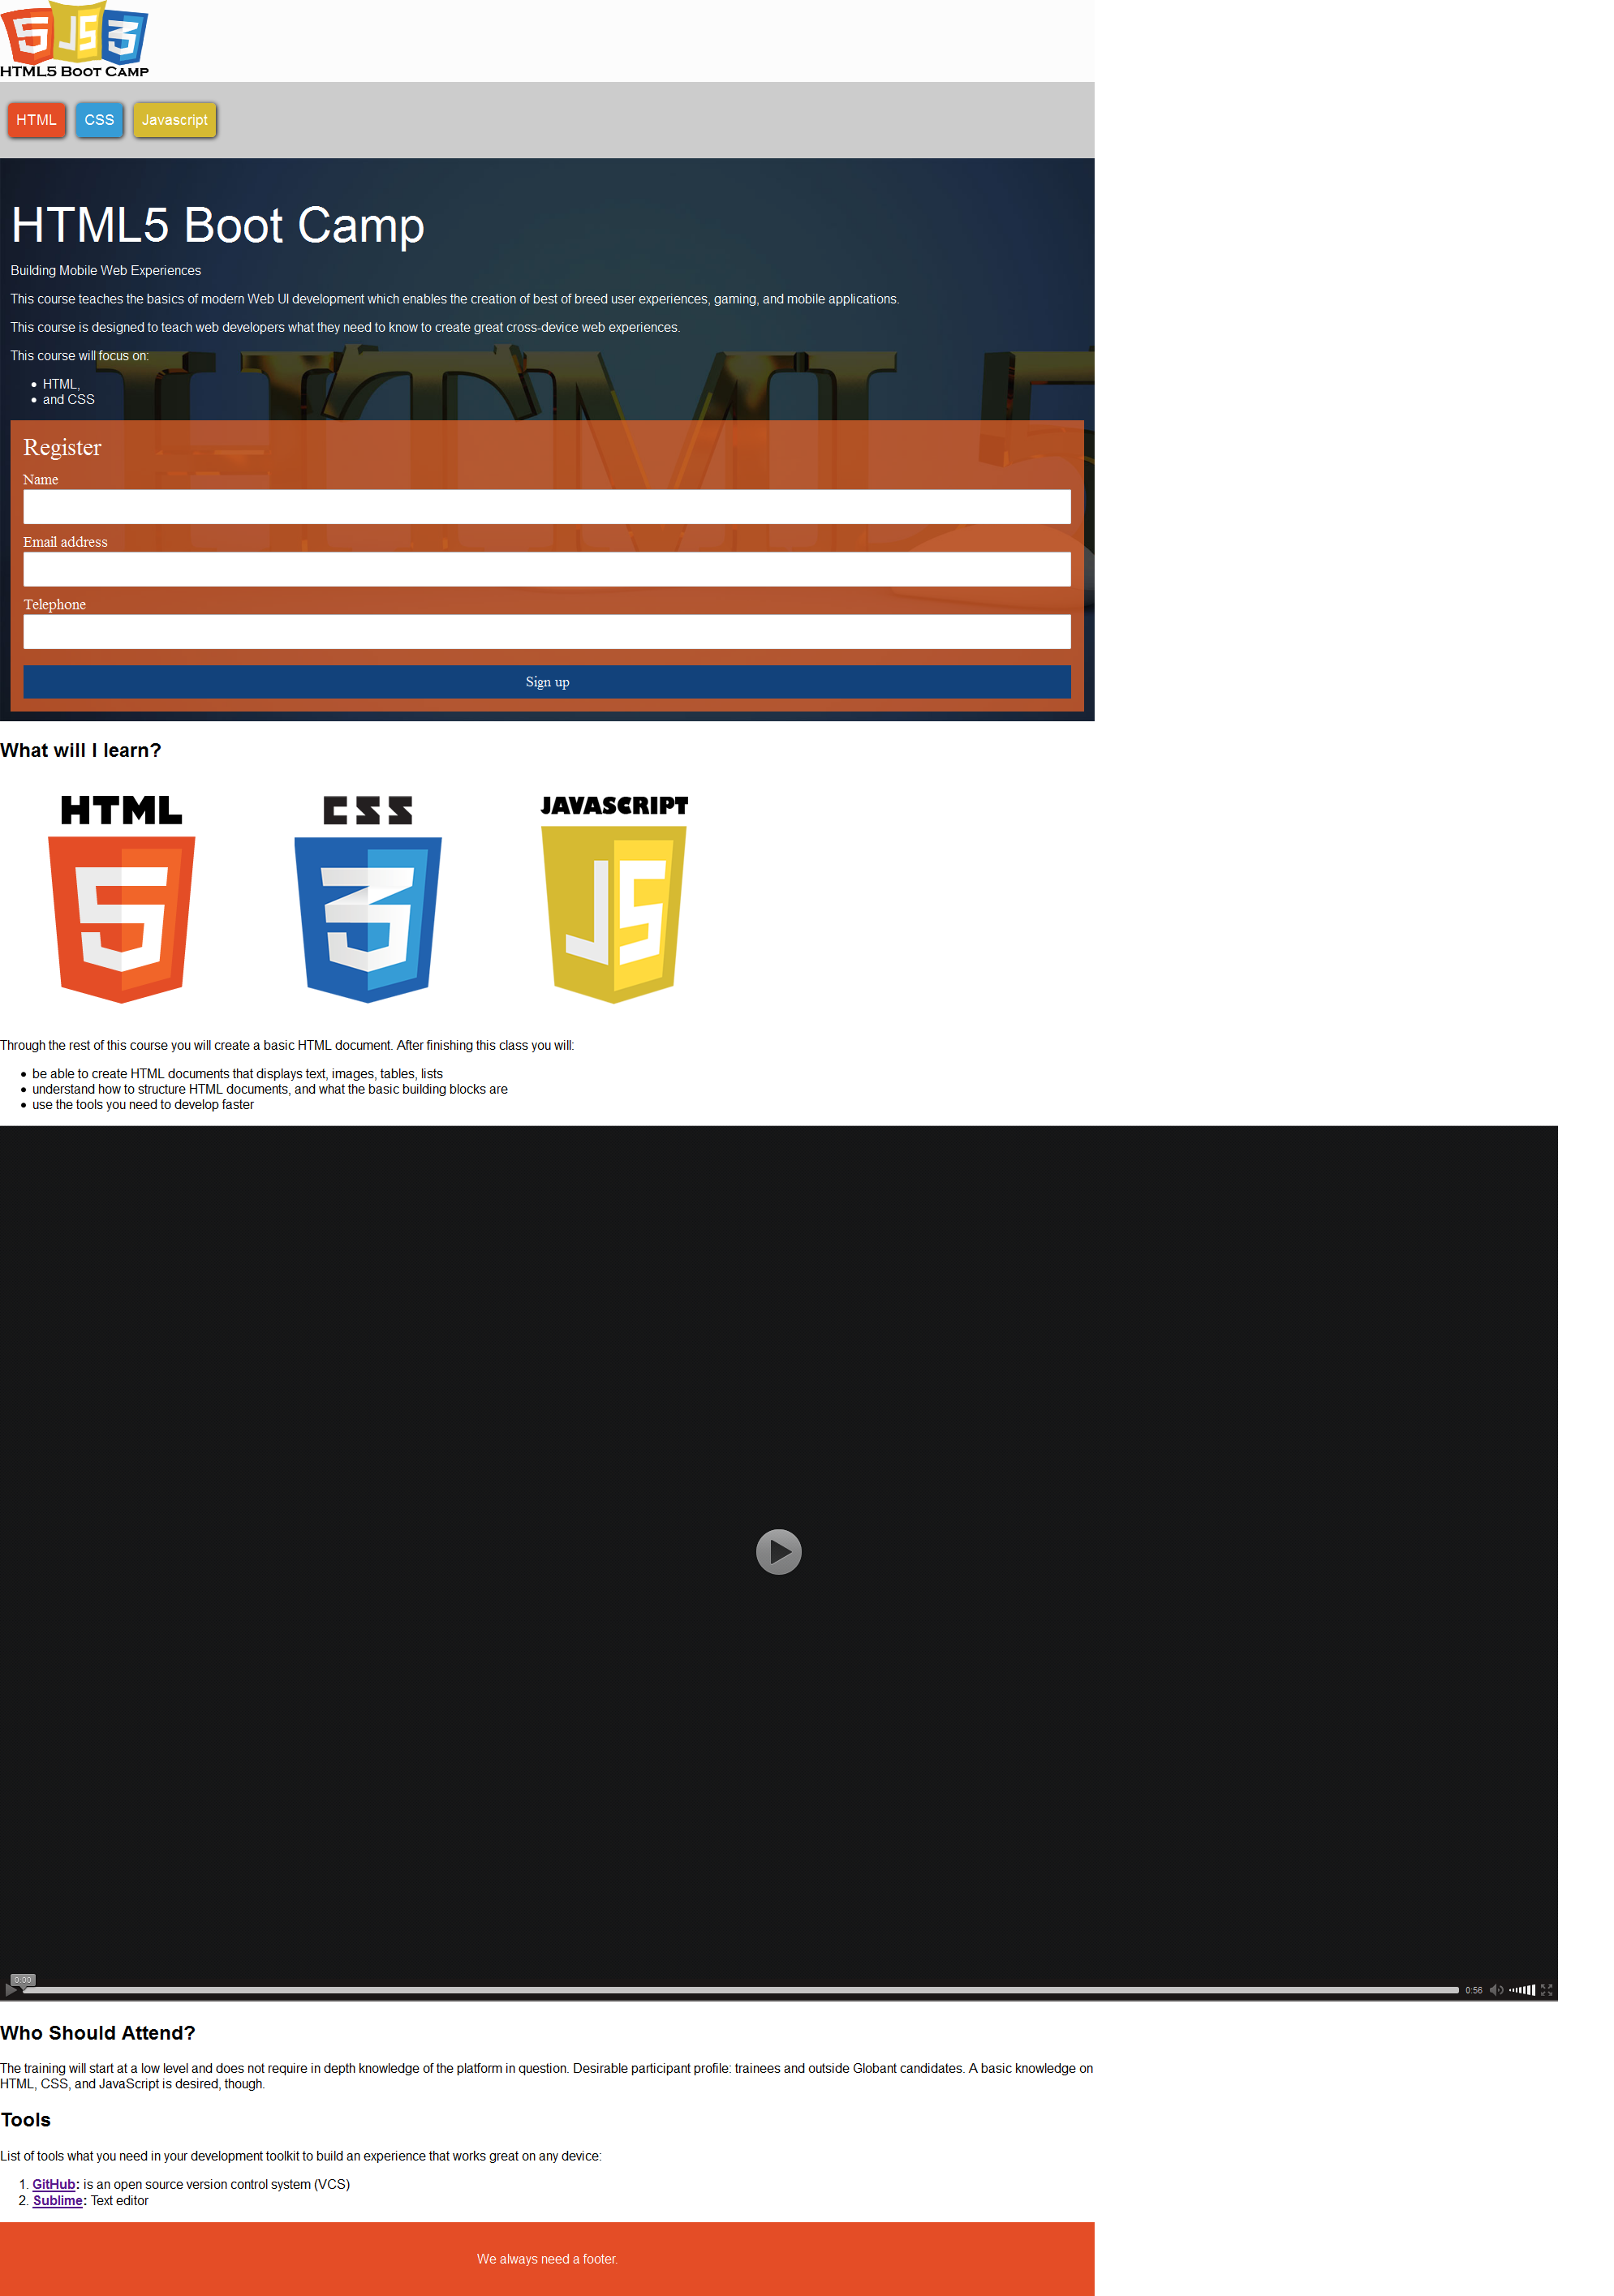 5 JS 3
HTML5 Boot Camp
HTML CSS Javascript
HTML5 Boot Camp
Building Mobile Web Experiences
This course teaches the basics of modern Web UI development which enables the creation of best of breed user experiences, gaming, and mobile applications.
This course is designed to teach web developers what they need to know to create great cross-device web experiences.
This course will focus on:
HTML5
• HTML,
• and CSS
Register
Name
Email address
Telephone
Sign up
What will I learn?
HTML CSS JAVASCRIPT
5 3 JS
Through the rest of this course you will create a basic HTML document. After finishing this class you will:
• be able to create HTML documents that displays text, images, tables, lists
• understand how to structure HTML documents, and what the basic building blocks are
• use the tools you need to develop faster
0:00
0:56
Who Should Attend?
The training will start at a low level and does not require in depth knowledge of the platform in question. Desirable participant profile: trainees and outside Globant candidates. A basic knowledge on
HTML, CSS, and JavaScript is desired, though.
Tools
List of tools what you need in your development toolkit to build an experience that works great on any device:
1. GitHub: is an open source version control system (VCS)
2. Sublime: Text editor
We always need a footer.